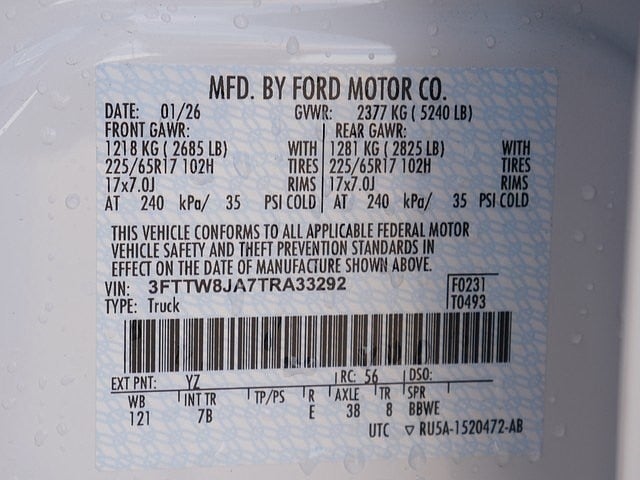 MFD. BY FORD MOTOR CO.
DATE: 01/26 GVWR: 2377 KG ( 5240 LB)
FRONT GAWR: REAR GAWR:
1218 KG ( 2685 LB) WITH 1281 KG ( 2825 LB) WITH
225/65R17 102H TIRES 225/65R17 102H TIRES
17x7.0J RIMS 17x7.0J RIMS
AT 240 kPa/ 35 PSI COLD AT 240 kPa/ 35 PSI COLD
THIS VEHICLE CONFORMS TO ALL APPLICABLE FEDERAL MOTOR
VEHICLE SAFETY AND THEFT PREVENTION STANDARDS IN
EFFECT ON THE DATE OF MANUFACTURE SHOWN ABOVE.
VIN: 3FTTW8JA7TRA33292 F0231
TYPE: Truck T0493
EXT PNT: YZ RC: 56 DSO:
WB INT TR TP/PS R AXLE TR SPR
121 7B E 38 8 BBWE
UTC ▽ RU5A-1520472-AB